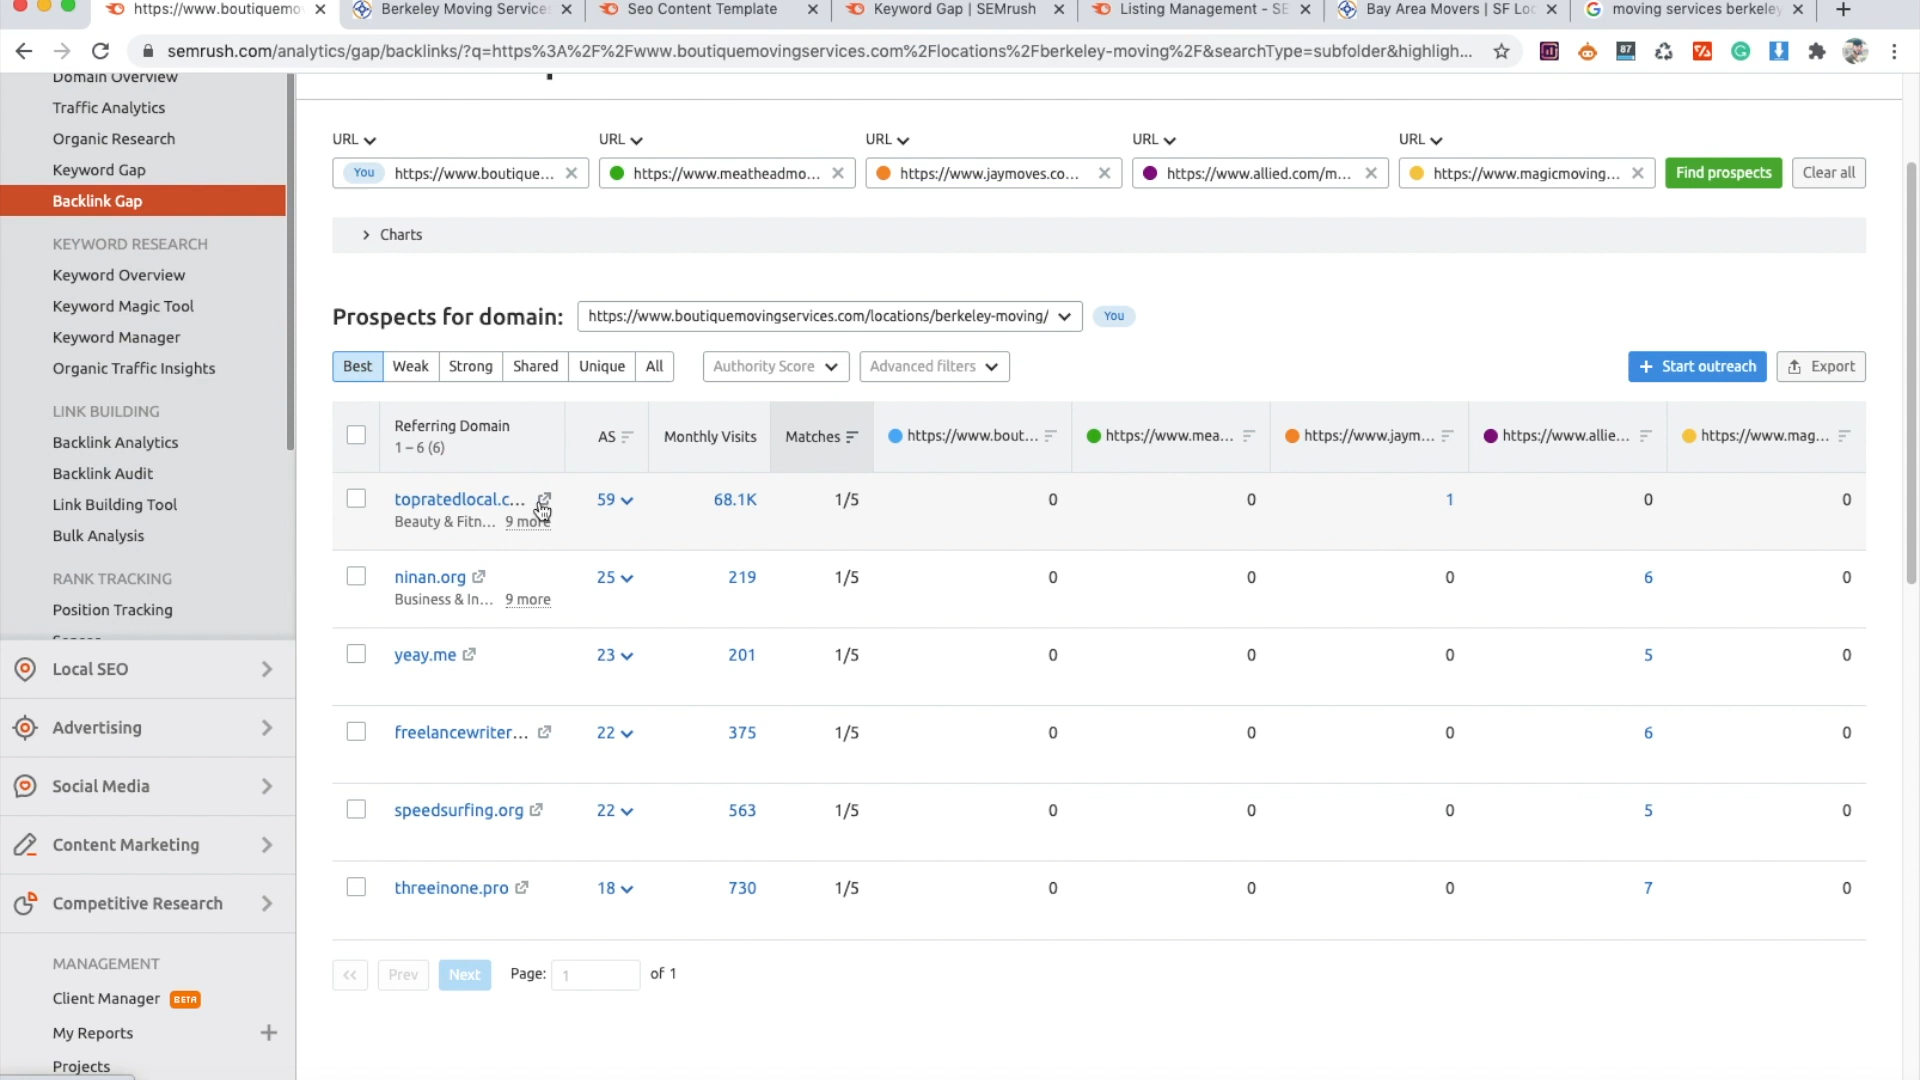 https://www.boutiquemo
Berkeley Moving Services
Seo Content Template
Keyword Gap | SEMrush
Listing Management - SE
Bay Area Movers | SF Loc
moving services berkeley
semrush.com/analytics/gap/backlinks/?q=https%3A%2F%2Fwww.boutiquemovingservices.com%2Flocations%2Fberkeley-moving%2F&searchType=subfolder&highligh...
87
Domain Overview
Traffic Analytics
Organic Research
Keyword Gap
Backlink Gap
KEYWORD RESEARCH
Keyword Overview
Keyword Magic Tool
Keyword Manager
Organic Traffic Insights
LINK BUILDING
Backlink Analytics
Backlink Audit
Link Building Tool
Bulk Analysis
RANK TRACKING
Position Tracking
Local SEO
Advertising
Social Media
Content Marketing
Competitive Research
MANAGEMENT
Client Manager BETA
My Reports
Projects
URL URL URL URL URL
You https://www.boutique... https://www.meatheadmo... https://www.jaymoves.co... https://www.allied.com/m... https://www.magicmoving... Find prospects Clear all
Charts
Prospects for domain: https://www.boutiquemovingservices.com/locations/berkeley-moving/ You
Best Weak Strong Shared Unique All Authority Score Advanced filters + Start outreach Export
Referring Domain
1 – 6 (6)
AS Monthly Visits Matches https://www.bout... https://www.mea... https://www.jaym... https://www.allie... https://www.mag...
topratedlocal.c... 59 68.1K 1/5 0 0 1 0 0
Beauty & Fitn... 9 more
ninan.org 25 219 1/5 0 0 0 6 0
Business & In... 9 more
yeay.me 23 201 1/5 0 0 0 5 0
freelancewriter... 22 375 1/5 0 0 0 6 0
speedsurfing.org 22 563 1/5 0 0 0 5 0
threeinone.pro 18 730 1/5 0 0 0 7 0
<< Prev Next Page: 1 of 1